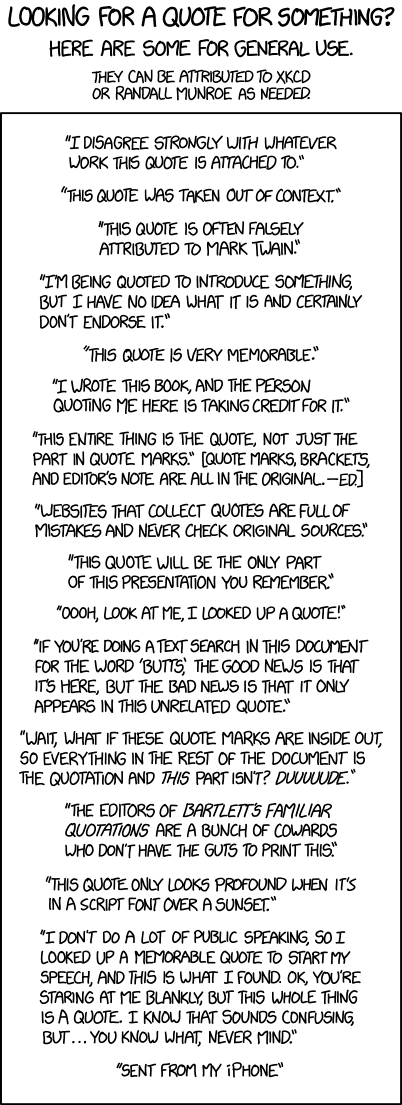 LOOKING FOR A QUOTE FOR SOMETHING?
HERE ARE SOME FOR GENERAL USE.
THEY CAN BE ATTRIBUTED TO XKCD
OR RANDALL MUNROE AS NEEDED.
"I DISAGREE STRONGLY WITH WHATEVER
WORK THIS QUOTE IS ATTACHED TO."
"THIS QUOTE WAS TAKEN OUT OF CONTEXT."
"THIS QUOTE IS OFTEN FALSELY
ATTRIBUTED TO MARK TWAIN."
"I'M BEING QUOTED TO INTRODUCE SOMETHING,
BUT I HAVE NO IDEA WHAT IT IS AND CERTAINLY
DON'T ENDORSE IT."
"THIS QUOTE IS VERY MEMORABLE."
"I WROTE THIS BOOK, AND THE PERSON
QUOTING ME HERE IS TAKING CREDIT FOR IT."
"THIS ENTIRE THING IS THE QUOTE, NOT JUST THE
PART IN QUOTE MARKS." [QUOTE MARKS, BRACKETS,
AND EDITOR'S NOTE ARE ALL IN THE ORIGINAL. —ED.]
"WEBSITES THAT COLLECT QUOTES ARE FULL OF
MISTAKES AND NEVER CHECK ORIGINAL SOURCES."
"THIS QUOTE WILL BE THE ONLY PART
OF THIS PRESENTATION YOU REMEMBER."
"OOOH, LOOK AT ME, I LOOKED UP A QUOTE!"
"IF YOU'RE DOING A TEXT SEARCH IN THIS DOCUMENT
FOR THE WORD 'BUTTS,' THE GOOD NEWS IS THAT
IT'S HERE, BUT THE BAD NEWS IS THAT IT ONLY
APPEARS IN THIS UNRELATED QUOTE."
"WAIT, WHAT IF THESE QUOTE MARKS ARE INSIDE OUT,
SO EVERYTHING IN THE REST OF THE DOCUMENT IS
THE QUOTATION AND THIS PART ISN'T? DUUUUUDE."
"THE EDITORS OF BARTLETT'S FAMILIAR
QUOTATIONS ARE A BUNCH OF COWARDS
WHO DON'T HAVE THE GUTS TO PRINT THIS."
"THIS QUOTE ONLY LOOKS PROFOUND WHEN IT'S
IN A SCRIPT FONT OVER A SUNSET."
"I DON'T DO A LOT OF PUBLIC SPEAKING, SO I
LOOKED UP A MEMORABLE QUOTE TO START MY
SPEECH, AND THIS IS WHAT I FOUND. OK, YOU'RE
STARING AT ME BLANKLY, BUT THIS WHOLE THING
IS A QUOTE. I KNOW THAT SOUNDS CONFUSING,
BUT... YOU KNOW WHAT, NEVER MIND."
"SENT FROM MY iPHONE"